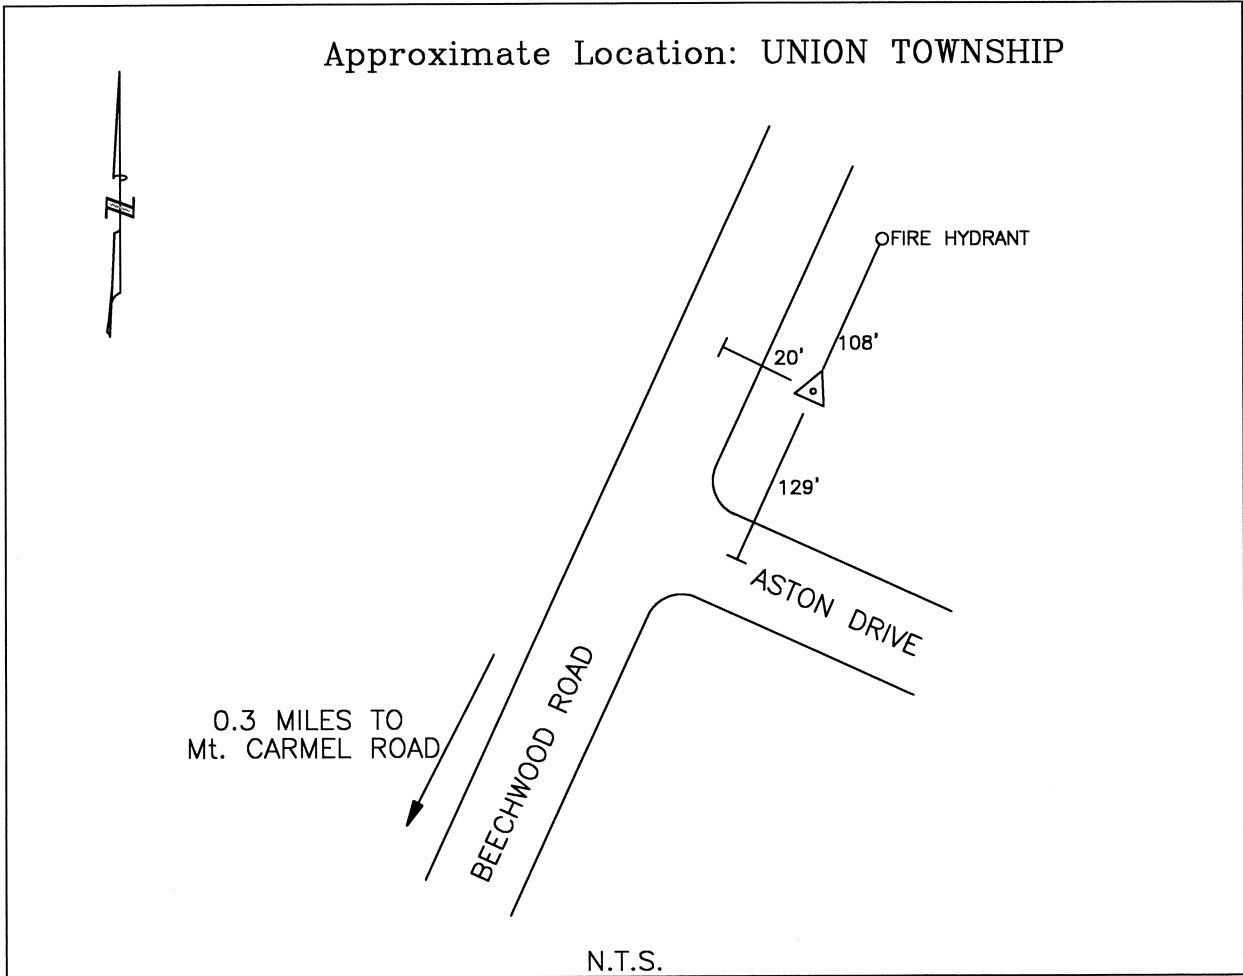 Approximate Location: UNION TOWNSHIP
N
FIRE HYDRANT
108'
20'
129'
ASTON DRIVE
0.3 MILES TO
Mt. CARMEL ROAD
BEECHWOOD ROAD
N.T.S.